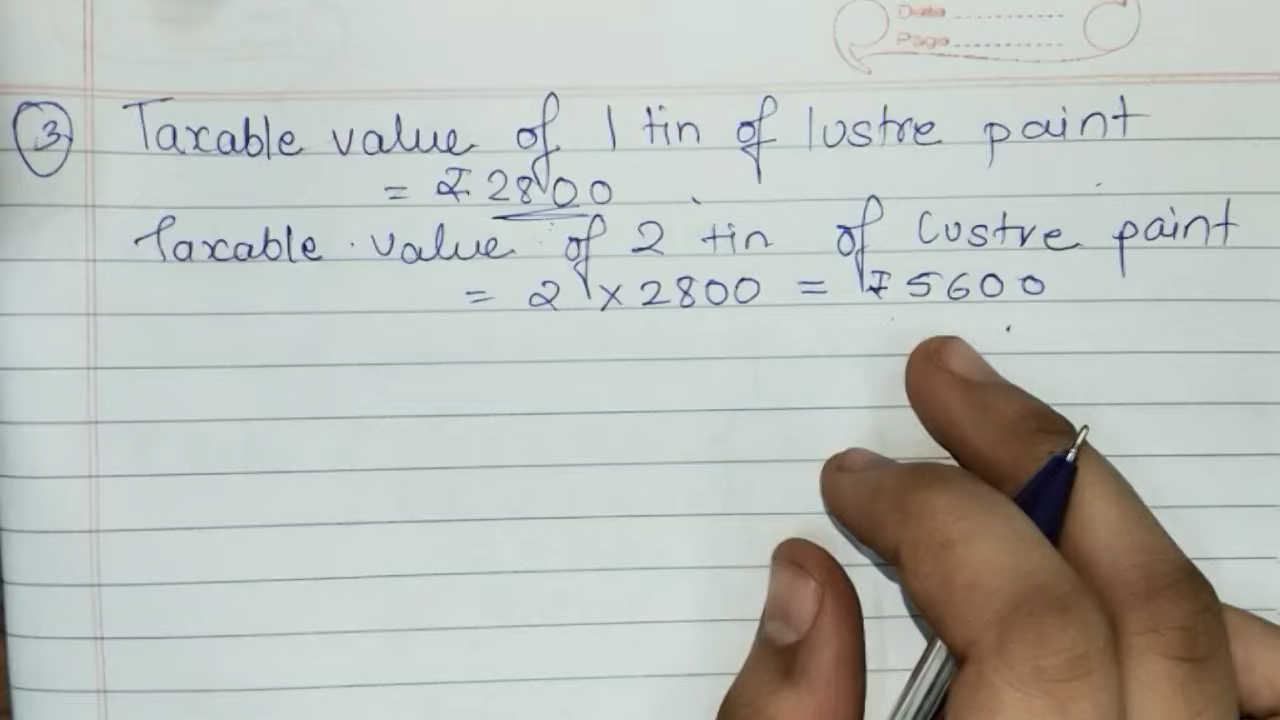 Date ..................
Page ..................
3 Taxable value of 1 tin of lustre paint
= ₹ 2800
Taxable value of 2 tin of Lustre paint
= 2 × 2800 = ₹5600